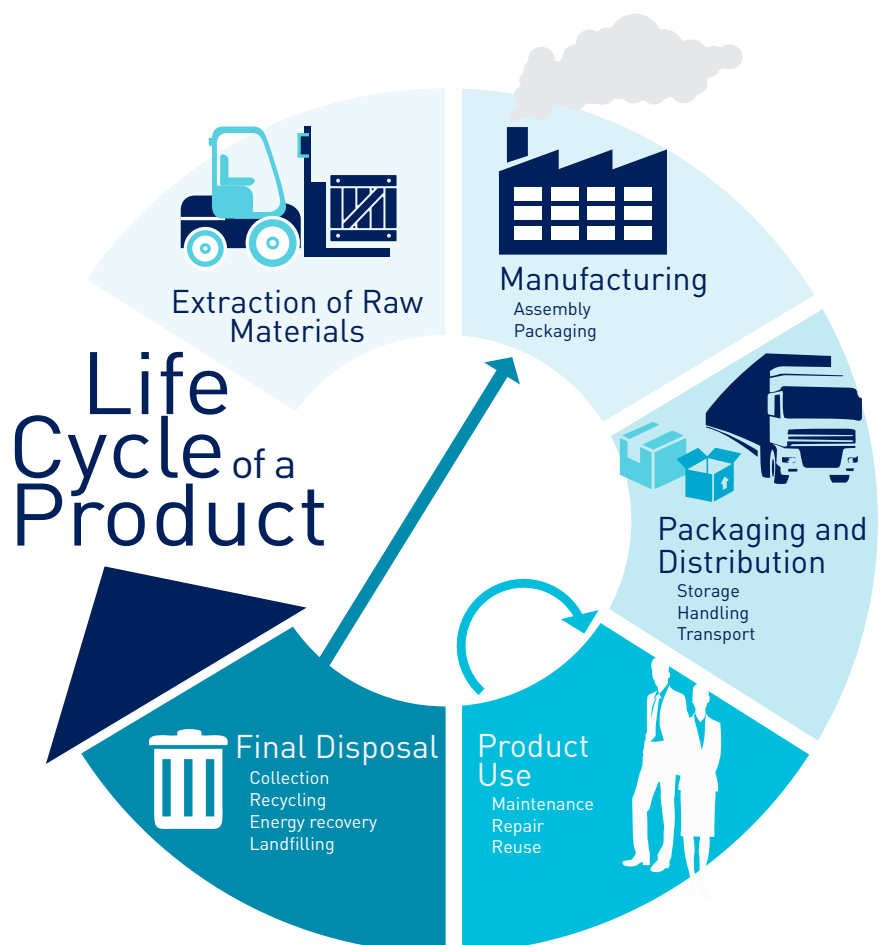 Life
Cycle of a
Product
Extraction of Raw
Materials
Manufacturing
Assembly
Packaging
Packaging and
Distribution
Storage
Handling
Transport
Product
Use
Maintenance
Repair
Reuse
Final Disposal
Collection
Recycling
Energy recovery
Landfilling